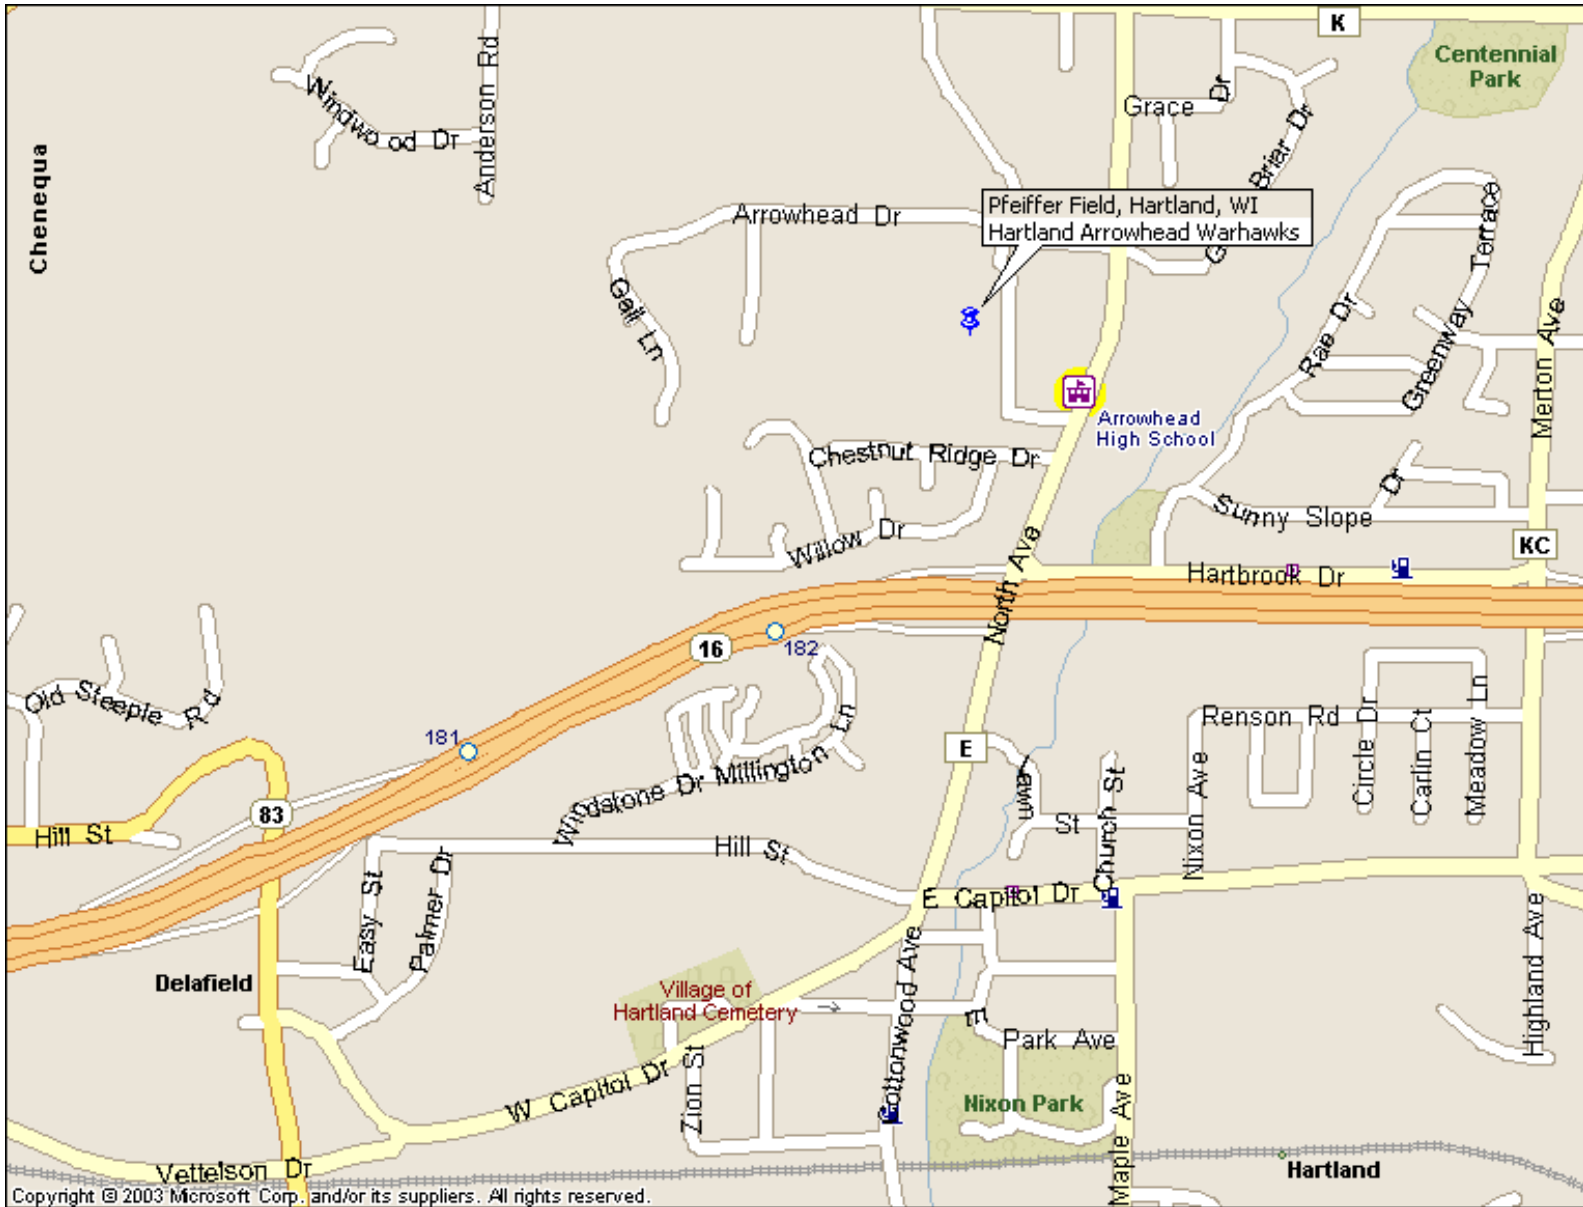 K
Centennial
Park
Anderson Rd
Windwood Dr
Grace Dr
Briar Dr
Chenequa
Pfeiffer Field, Hartland, WI
Hartland Arrowhead Warhawks
Arrowhead Dr
G
Terrace
Gail Ln
Rae Dr
Greenway
Merton Ave
Arrowhead
High School
Chestnut Ridge Dr
Sunny Slope Dr
Willow Dr
North Ave
KC
Hartbrook Dr
16
182
Old Steeple Rd
181
Renson Rd
Circle Dr
Carlin Ct
Meadow Ln
E
Windstone Dr
Millington Ln
Lawn
St
Church St
Nixon Ave
83
Hill St
Hill St
Easy St
Palmer Dr
E Capitol Dr
Highland Ave
Delafield
Cottonwood Ave
Village of
Hartland Cemetery
E
Park Ave
W Capitol Dr
Zion St
Nixon Park
Maple Ave
Vettelson Dr
Hartland
Copyright © 2003 Microsoft Corp. and/or its suppliers. All rights reserved.